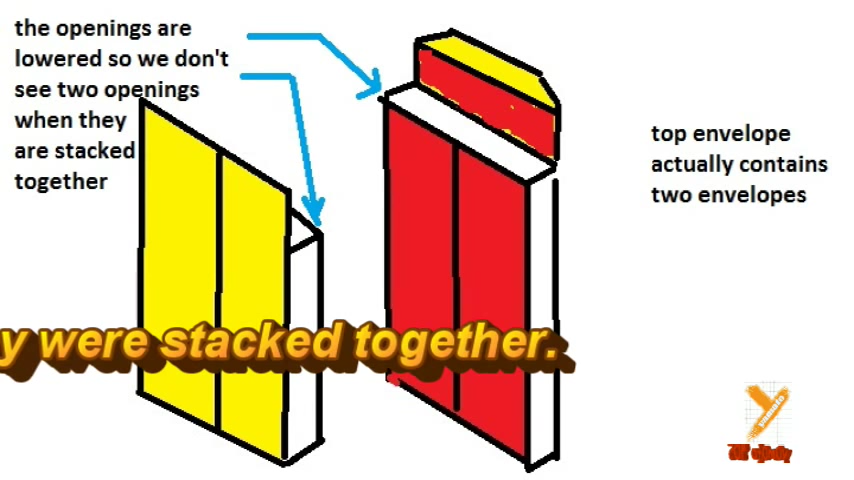 the openings are
lowered so we don't
see two openings
when they
are stacked
together
top envelope
actually contains
two envelopes
y were stacked together.
yamato